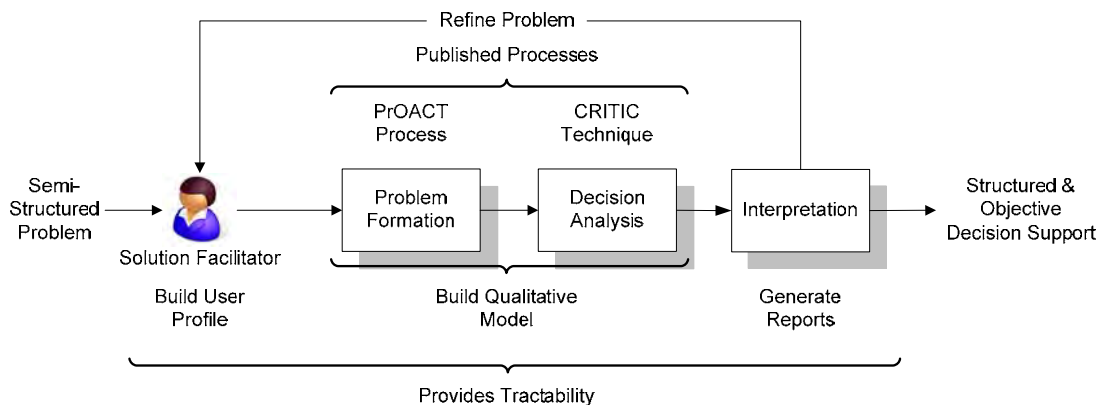 Refine Problem
Published Processes
PrOACT
Process
CRITIC
Technique
Semi-
Structured
Problem
Solution Facilitator
Problem
Formation
Decision
Analysis
Interpretation
Structured &
Objective
Decision Support
Build User
Profile
Build Qualitative
Model
Generate
Reports
Provides Tractability